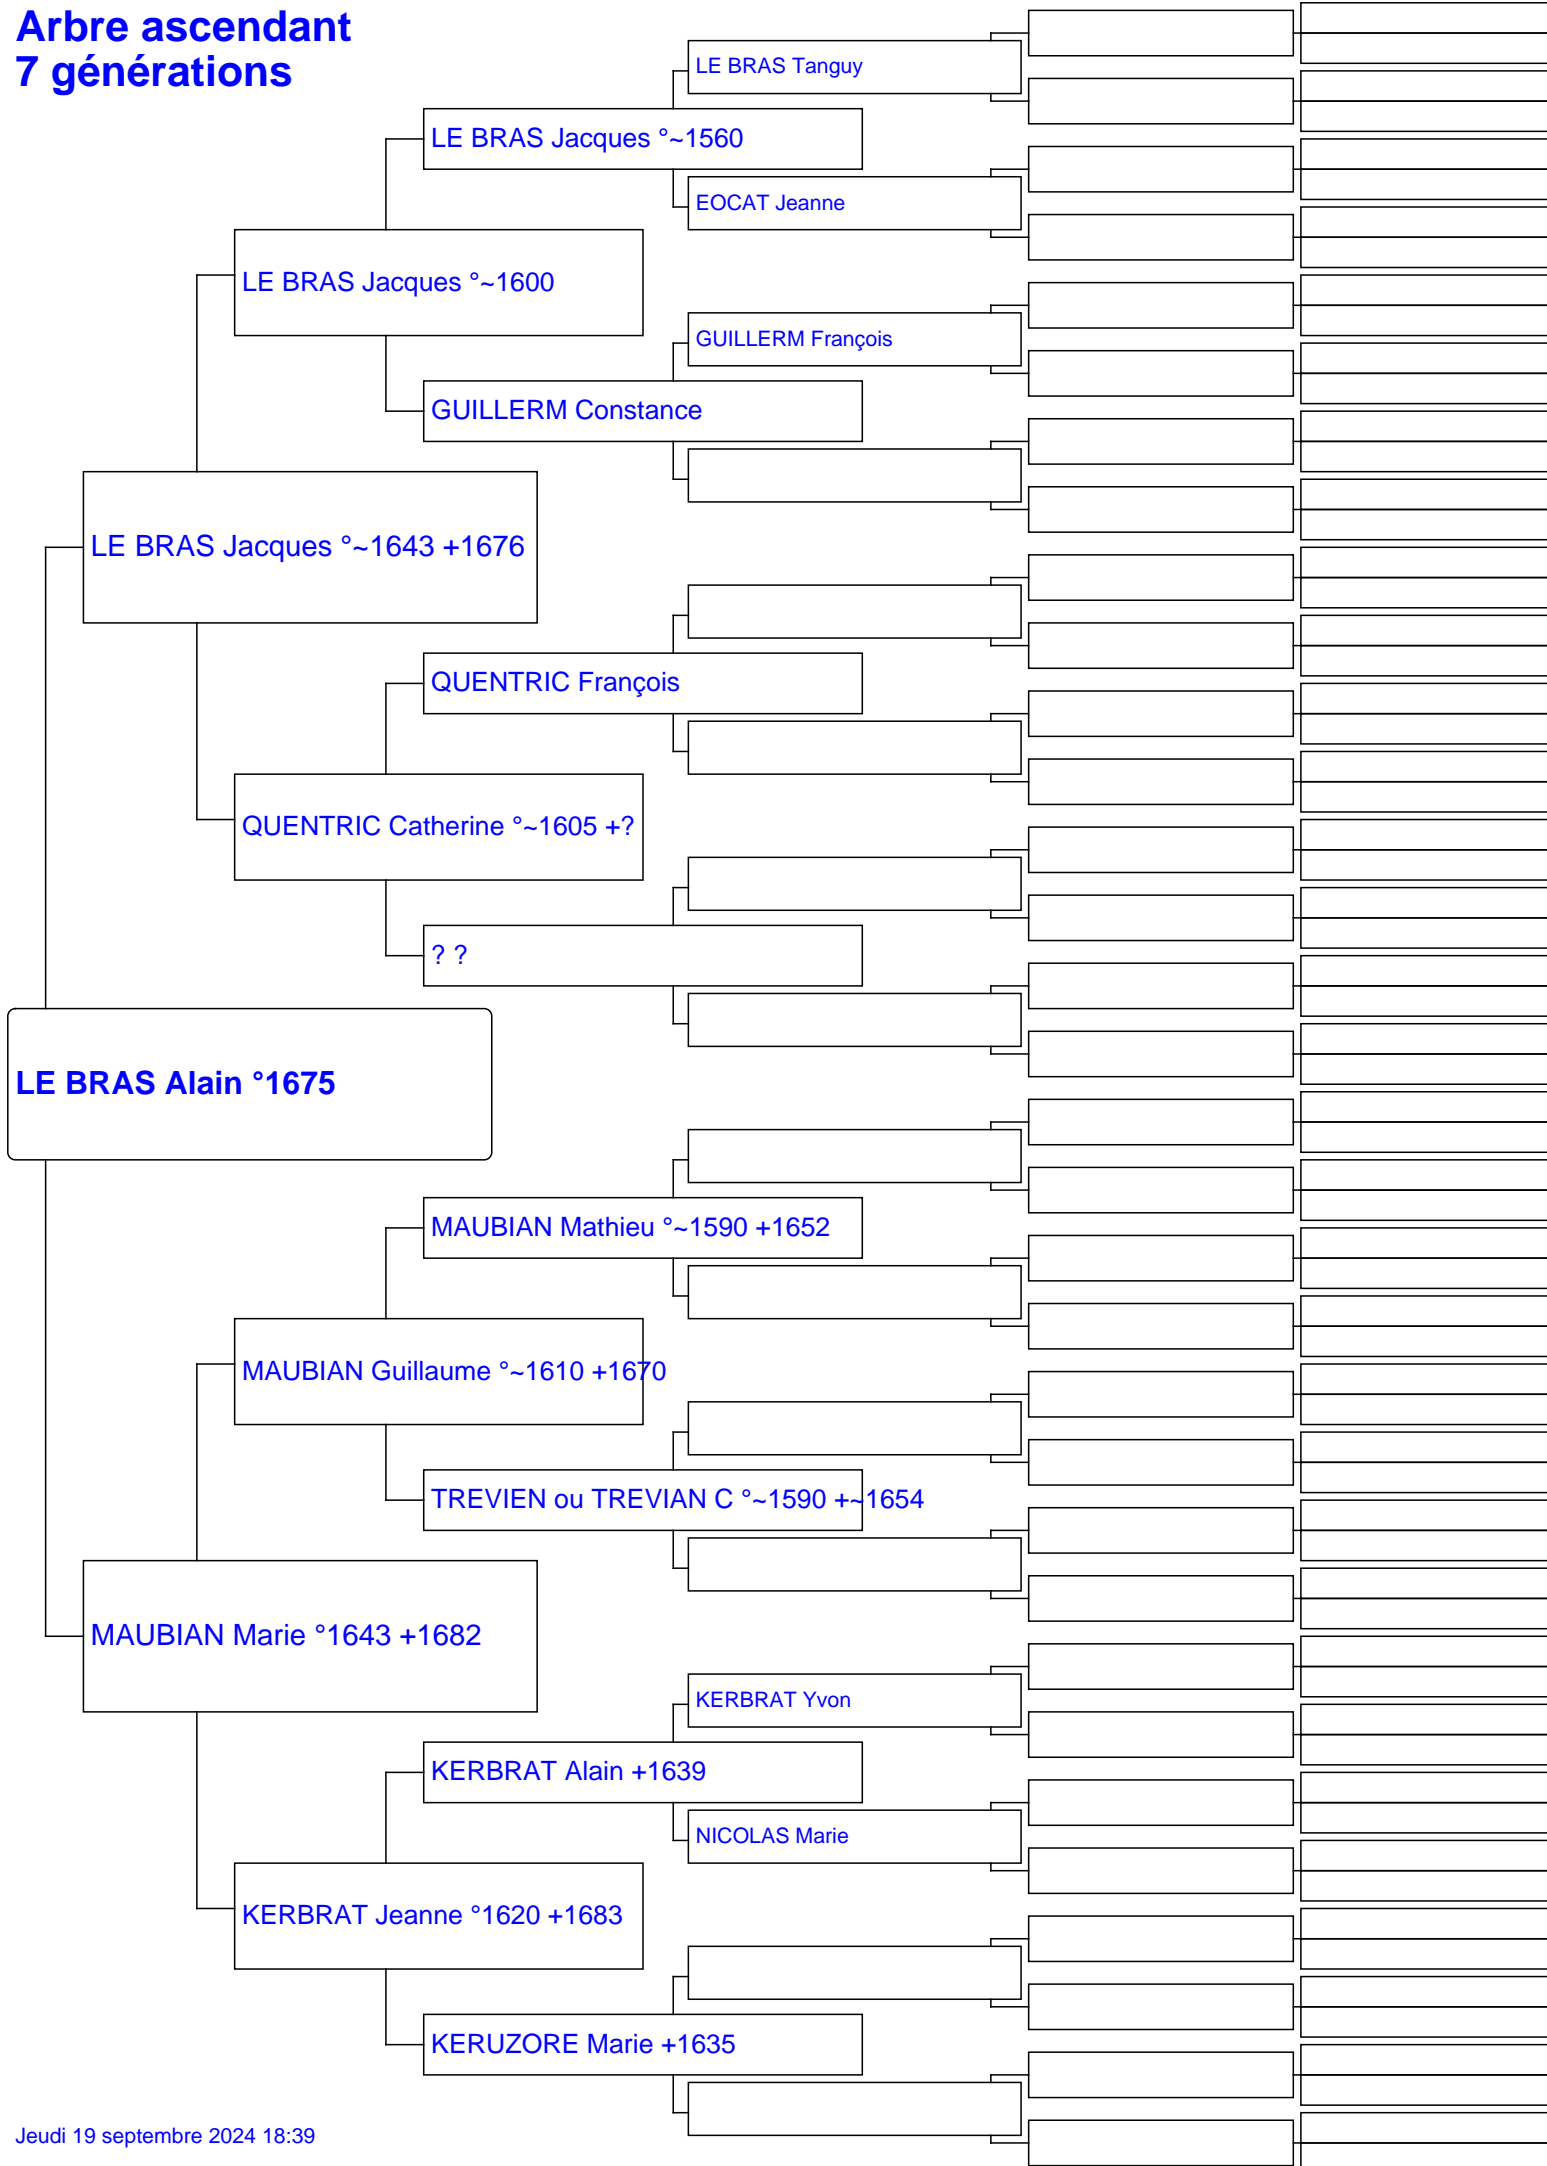 Arbre ascendant
7 générations
LE BRAS Tanguy
LE BRAS Jacques °~1560
EOCAT Jeanne
LE BRAS Jacques °~1600
GUILLERM François
GUILLERM Constance
LE BRAS Jacques °~1643 +1676
QUENTRIC François
QUENTRIC Catherine °~1605 +?
? ?
LE BRAS Alain °1675
MAUBIAN Mathieu °~1590 +1652
MAUBIAN Guillaume °~1610 +1670
TREVIEN ou TREVIAN C °~1590 +~1654
MAUBIAN Marie °1643 +1682
KERBRAT Yvon
KERBRAT Alain +1639
NICOLAS Marie
KERBRAT Jeanne °1620 +1683
KERUZORE Marie +1635
Jeudi 19 septembre 2024 18:39